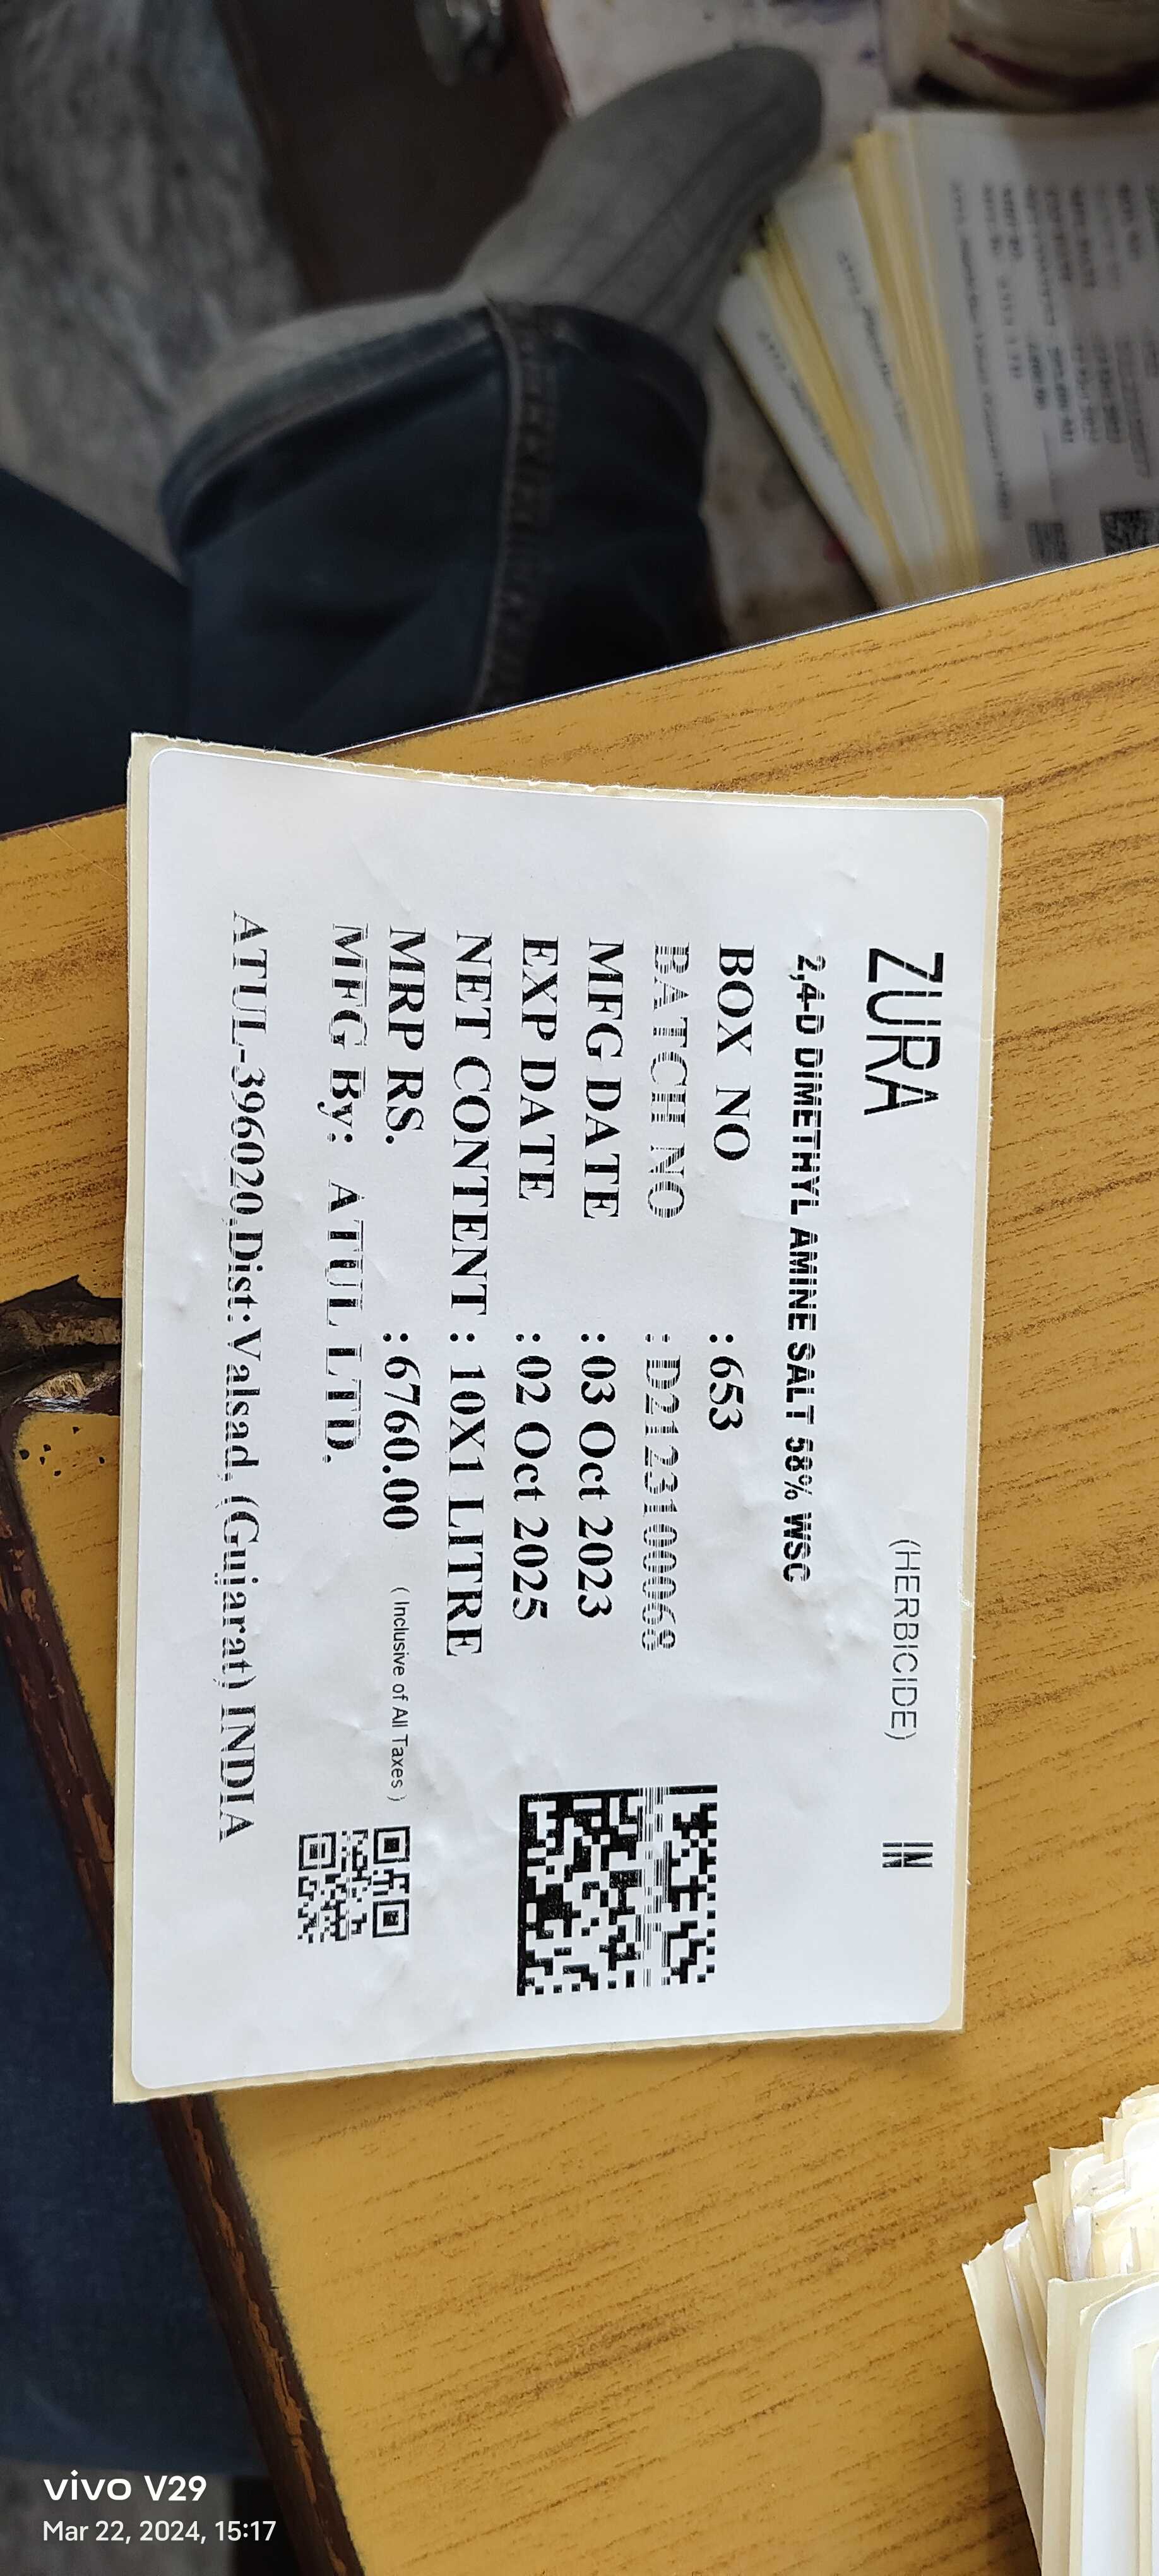 ZURA (HERBICIDE) IN
2,4-D DIMETHYL AMINE SALT 58% WSC
BOX NO :653
BATCH NO : D2123100068
MFG DATE : 03 Oct 2023
EXP DATE : 02 Oct 2025
NET CONTENT : 10X1 LITRE
MRP RS. : 6760.00 ( Inclusive of All Taxes )
MFG By: ATUL LTD.
ATUL-396020,Dist:Valsad, (Gujarat) INDIA
vivo V29
Mar 22, 2024, 15:17